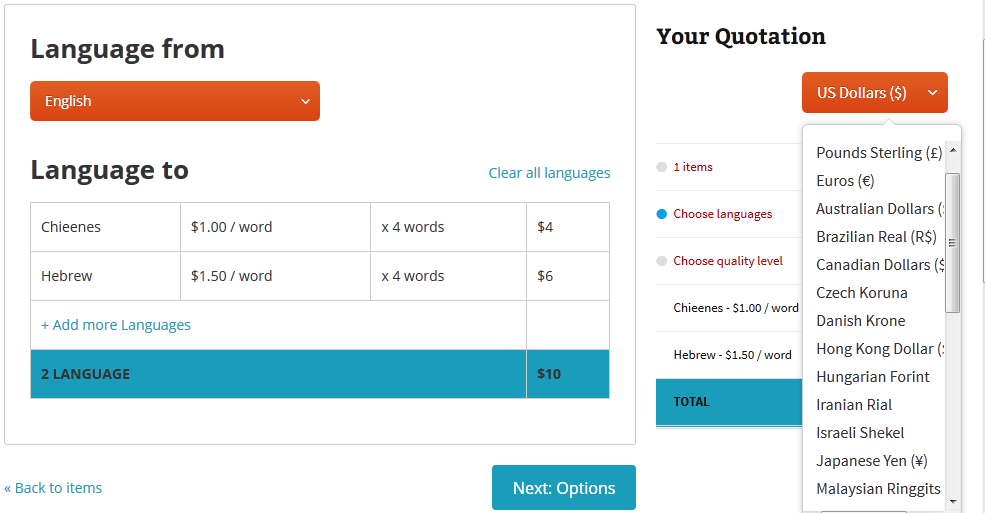 Language from
English
Language to
Clear all languages
Chieenes $1.00 / word x 4 words $4
Hebrew $1.50 / word x 4 words $6
+ Add more Languages
2 LANGUAGE $10
« Back to items
Next: Options
Your Quotation
US Dollars ($)
1 items
Choose languages
Choose quality level
Chieenes - $1.00 / word
Hebrew - $1.50 / word
TOTAL
Pounds Sterling (£)
Euros (€)
Australian Dollars (
Brazilian Real (R$)
Canadian Dollars ($
Czech Koruna
Danish Krone
Hong Kong Dollar (
Hungarian Forint
Iranian Rial
Israeli Shekel
Japanese Yen (¥)
Malaysian Ringgits